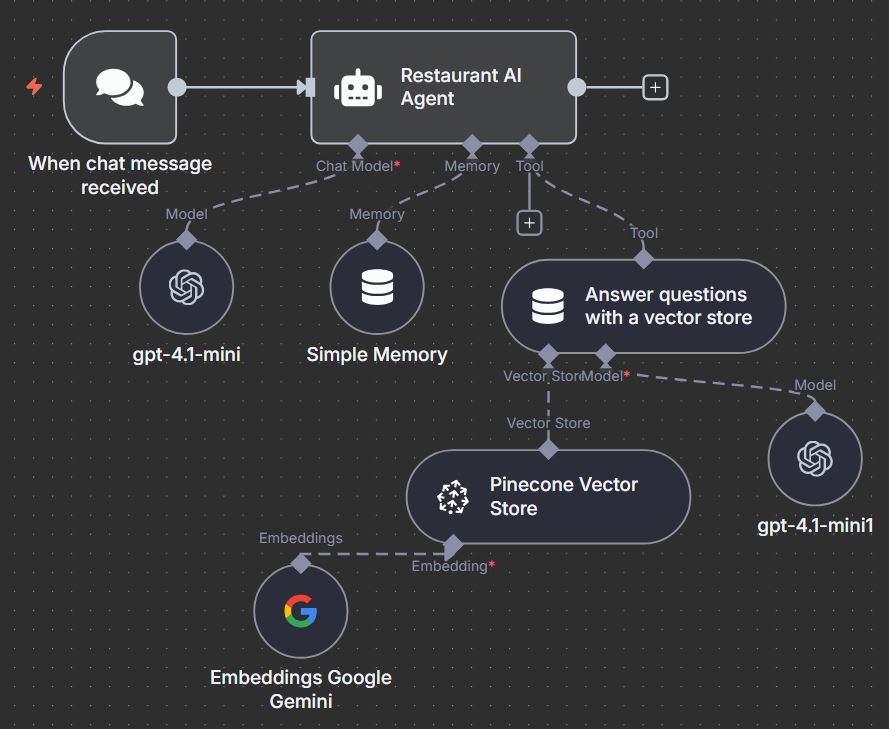 Restaurant AI
Agent
When chat message
received
Chat Model*
Memory
Tool
Model
Memory
Tool
gpt-4.1-mini
Simple Memory
Answer questions
with a vector store
Vector Store
Model*
Model
Vector Store
Pinecone Vector
Store
gpt-4.1-mini1
Embeddings
Embedding*
Embeddings Google
Gemini